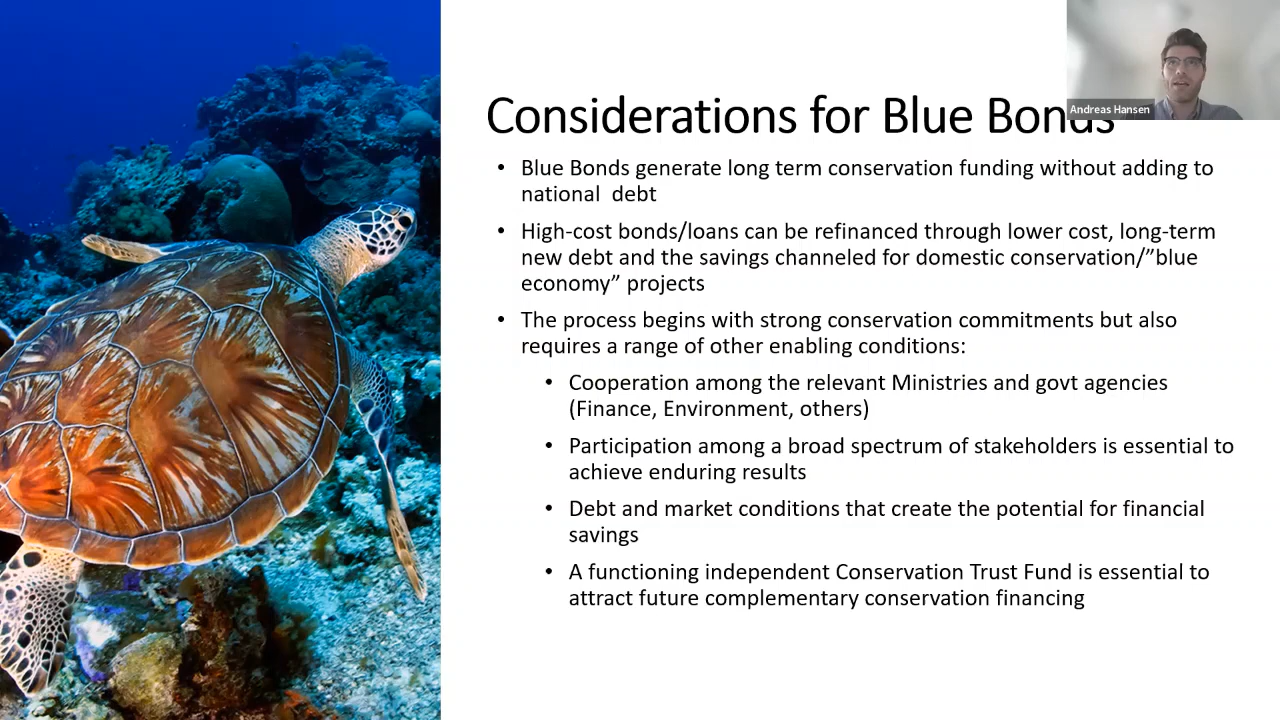 Andreas Hansen
Considerations for Blue Bonds
• Blue Bonds generate long term conservation funding without adding to
national debt
• High-cost bonds/loans can be refinanced through lower cost, long-term
new debt and the savings channeled for domestic conservation/”blue
economy” projects
• The process begins with strong conservation commitments but also
requires a range of other enabling conditions:
• Cooperation among the relevant Ministries and govt agencies
(Finance, Environment, others)
• Participation among a broad spectrum of stakeholders is essential to
achieve enduring results
• Debt and market conditions that create the potential for financial
savings
• A functioning independent Conservation Trust Fund is essential to
attract future complementary conservation financing